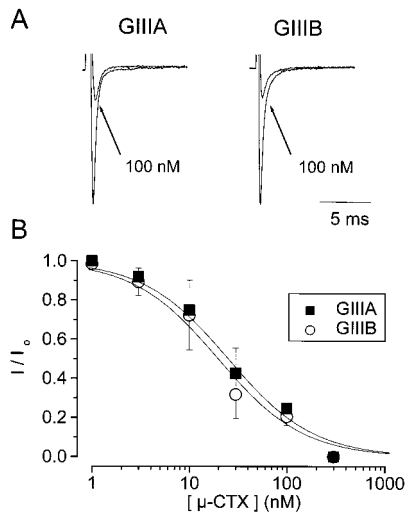 A
GIIIA GIIIB
100 nM 100 nM
5 ms
B
GIIIA
GIIIB
I / Io
1.0
0.8
0.6
0.4
0.2
0.0
1 10 100 1000
[ μ-CTX ] (nM)